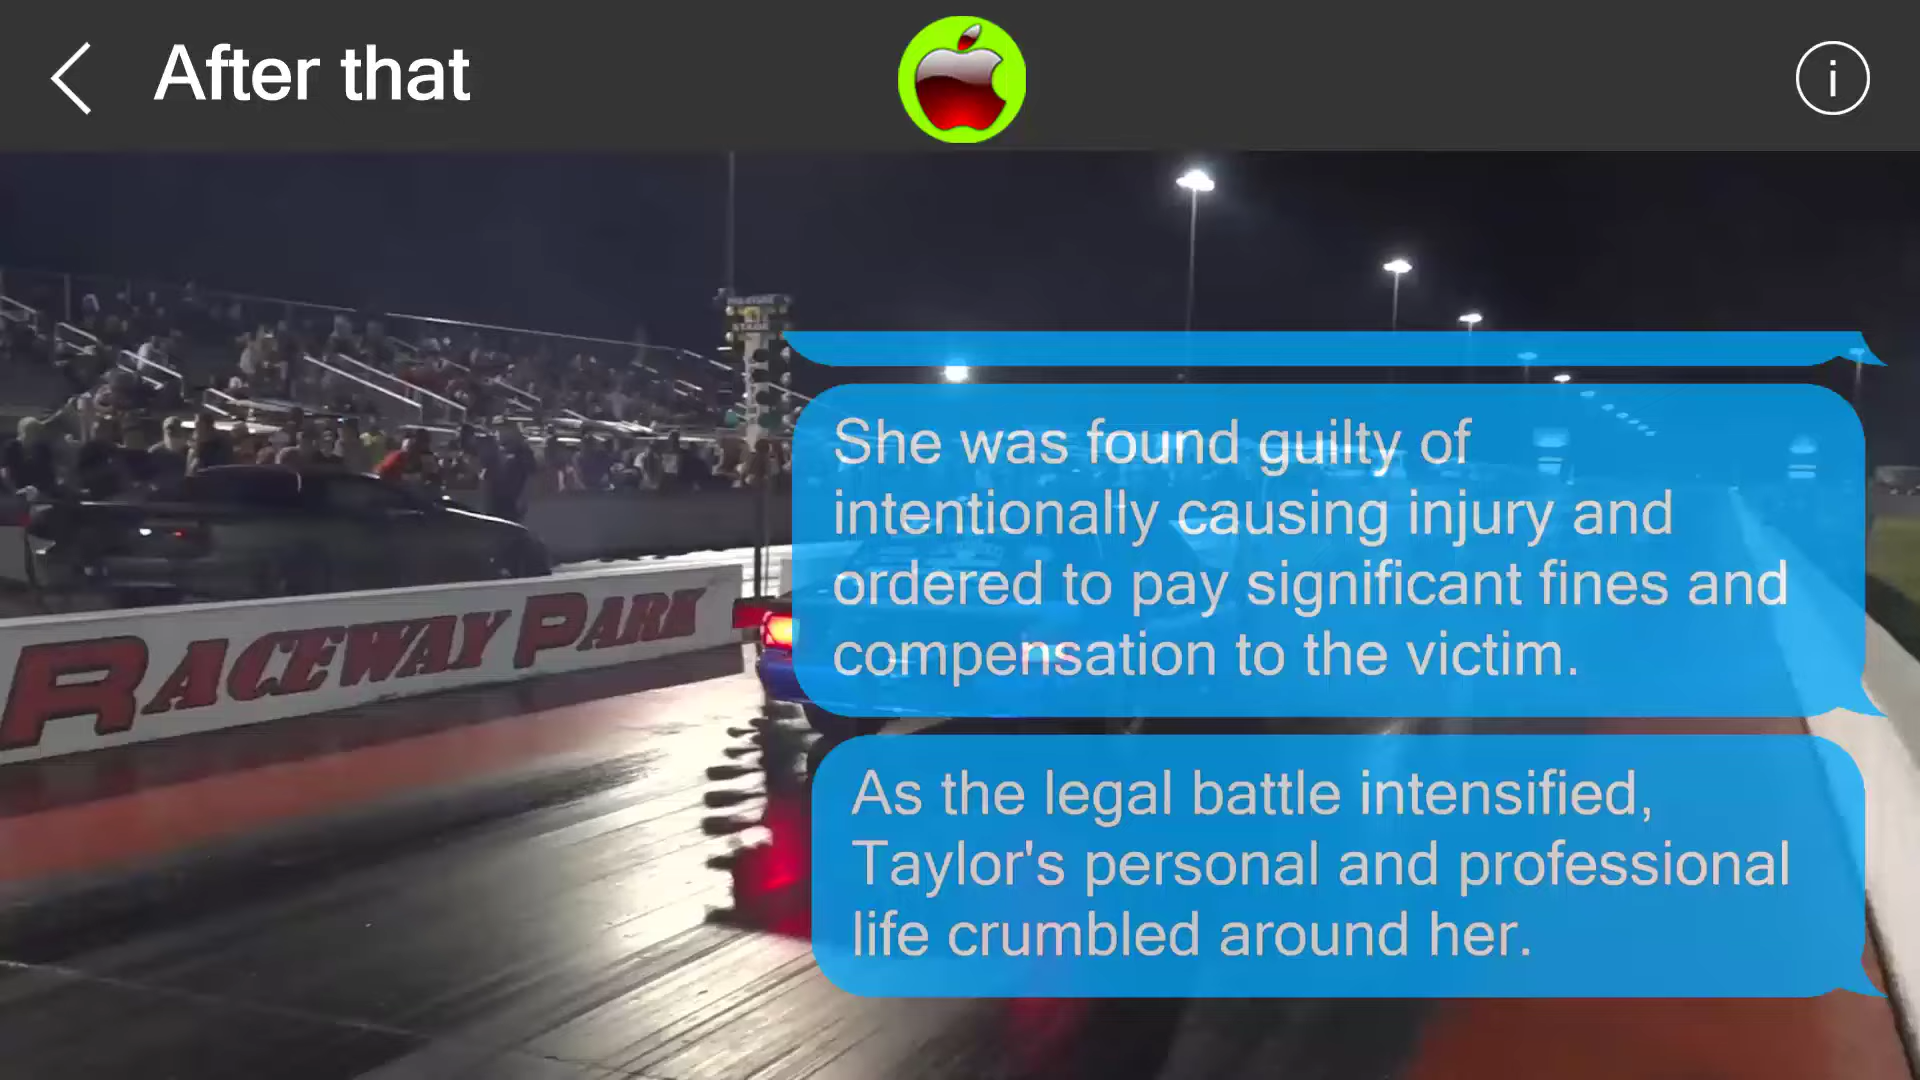 After that
She was found guilty of
intentionally causing injury and
ordered to pay significant fines and
compensation to the victim.
As the legal battle intensified,
Taylor's personal and professional
life crumbled around her.
RACEWAY PARK
STAGE